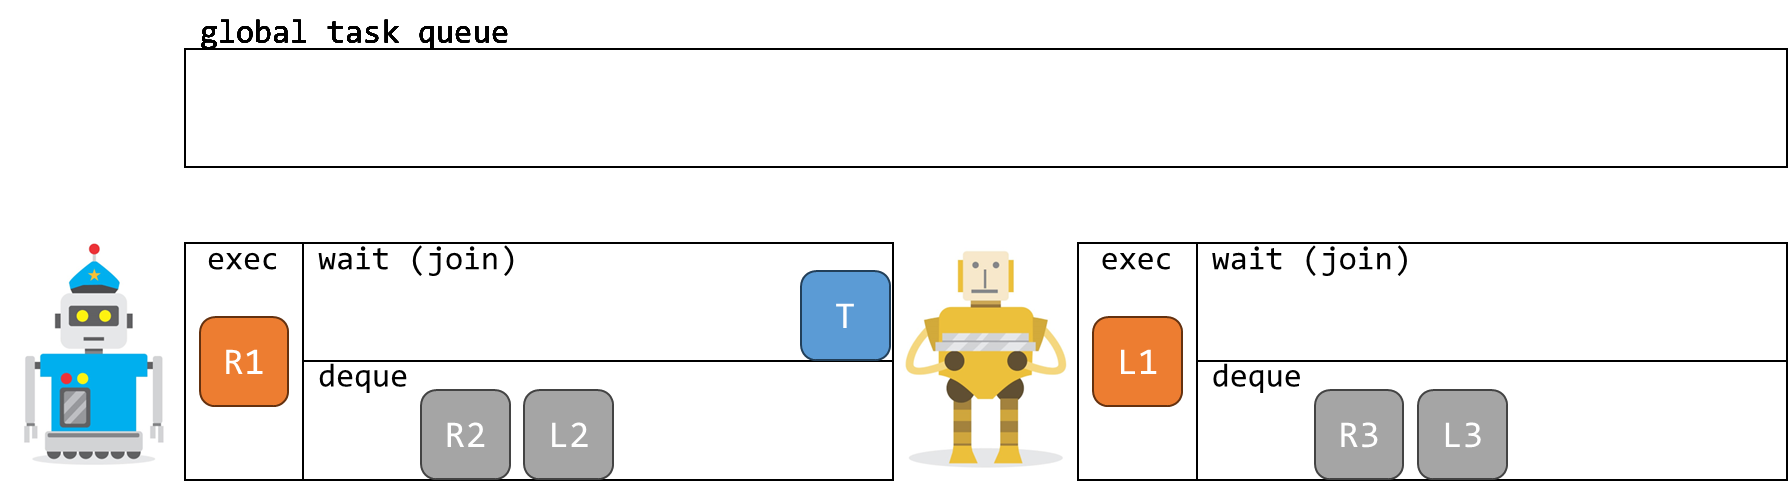 global task queue
exec
wait (join)
T
R1
deque
R2
L2
exec
wait (join)
L1
deque
R3
L3